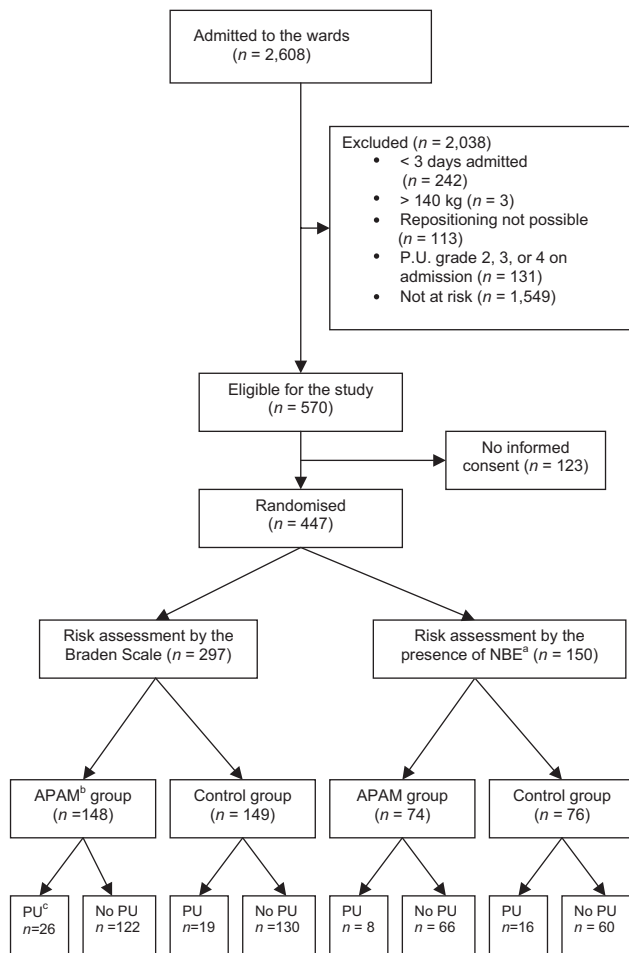 Admitted to the wards
(n = 2,608)
Excluded (n = 2,038)
• < 3 days admitted
(n = 242)
• > 140 kg (n = 3)
• Repositioning not possible
(n = 113)
• P.U. grade 2, 3, or 4 on
admission (n = 131)
• Not at risk (n = 1,549)
Eligible for the study
(n = 570)
No informed
consent (n = 123)
Randomised
(n = 447)
Risk assessment by the
Braden Scale (n = 297)
Risk assessment by the
presence of NBEª (n = 150)
APAMᵇ group
(n =148)
Control group
(n = 149)
APAM group
(n = 74)
Control group
(n = 76)
PUᶜ
n=26
No PU
n =122
PU
n=19
No PU
n =130
PU
n = 8
No PU
n = 66
PU
n=16
No PU
n = 60